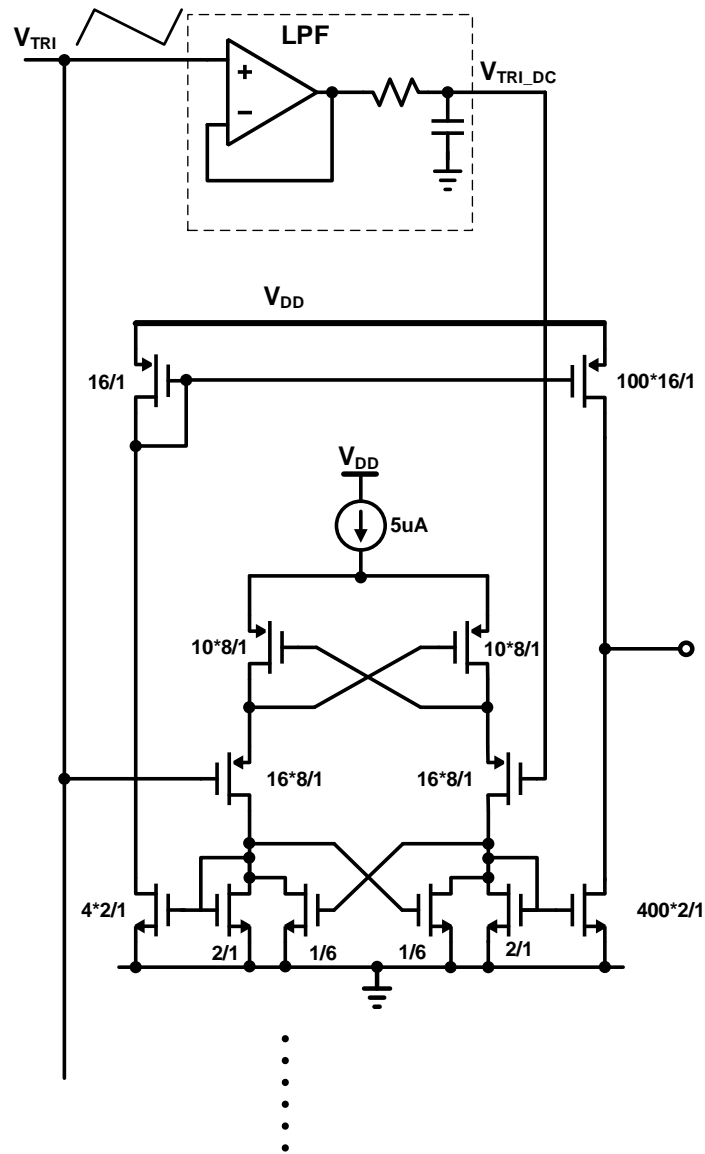 LPF
V_TRI
+
−
V_TRI_DC
V_DD
16/1
100*16/1
V_DD
5uA
10*8/1
10*8/1
16*8/1
16*8/1
4*2/1
2/1
1/6
1/6
2/1
400*2/1